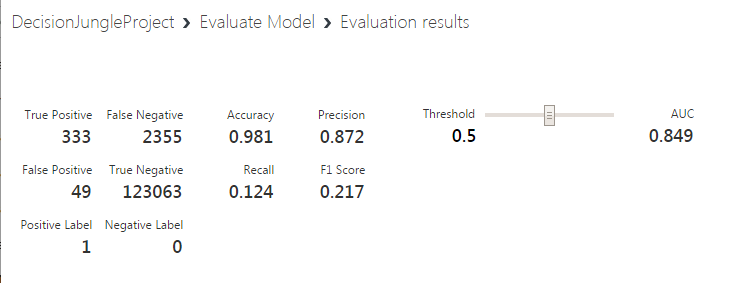 DecisionJungleProject › Evaluate Model › Evaluation results
True Positive False Negative Accuracy Precision Threshold AUC
333 2355 0.981 0.872 0.5 0.849
False Positive True Negative Recall F1 Score
49 123063 0.124 0.217
Positive Label Negative Label
1 0